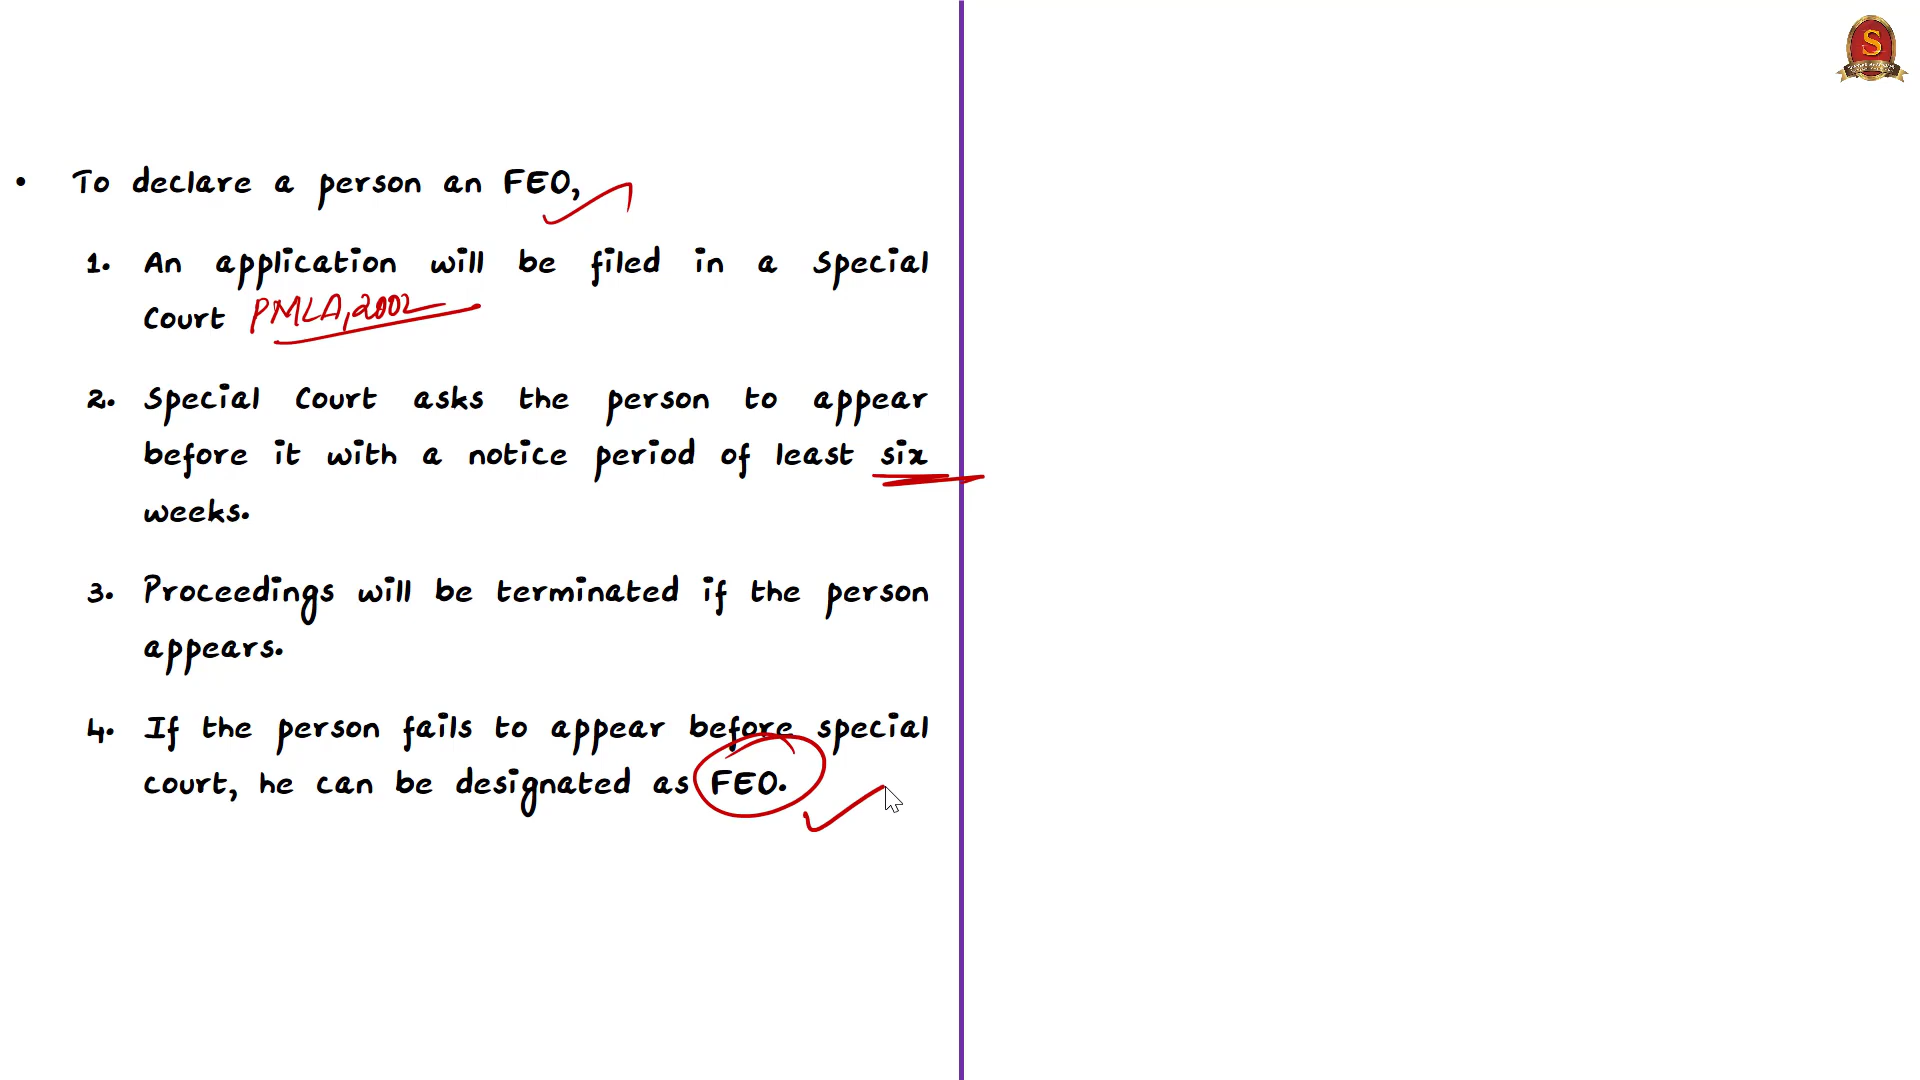 • To declare a person an FEO,
1. An application will be filed in a Special
Court PMLA,2002
2. Special Court asks the person to appear
before it with a notice period of least six
weeks.
3. Proceedings will be terminated if the person
appears.
4. If the person fails to appear before special
court, he can be designated as FEO.
S